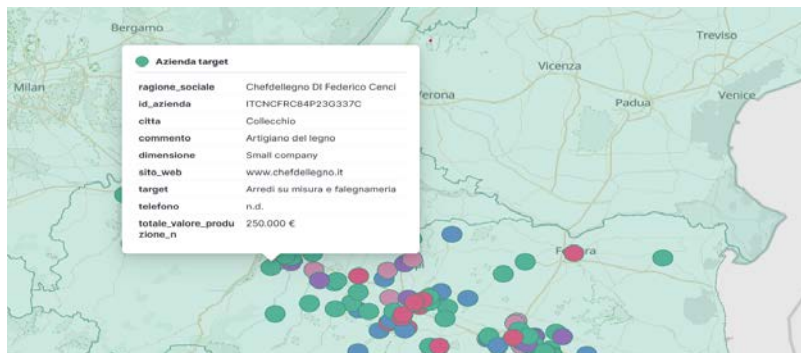 Bergamo
Treviso
Azienda target
Vicenza
Milan
ragione_sociale Chefdellegno DI Federico Cenci
erona
id_azienda ITCNCFRC84P23G337C
Padua
Venice
citta Collecchio
commento Artigiano del legno
dimensione Small company
sito_web www.chefdellegno.it
target Arredi su misura e falegnameria
telefono n.d.
totale_valore_produ 250.000 €
zione_n